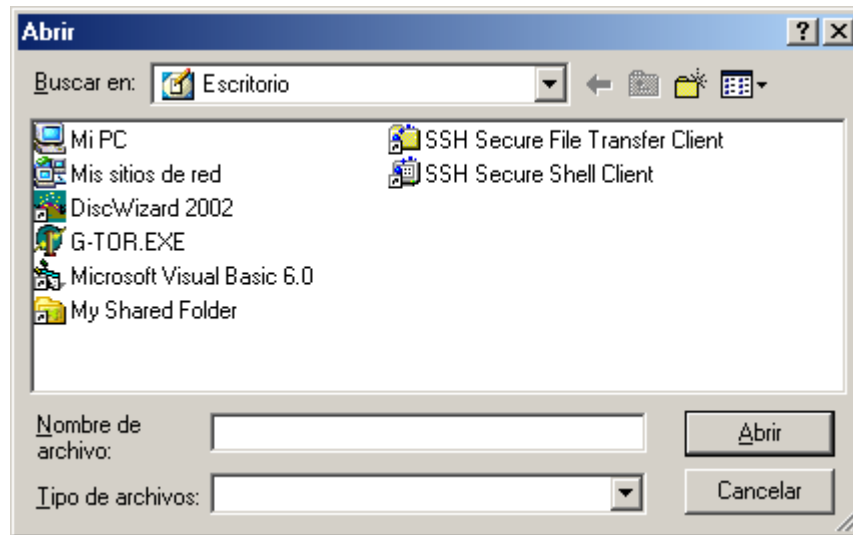 Abrir
Buscar en: Escritorio
Mi PC
Mis sitios de red
DiscWizard 2002
G-TOR.EXE
Microsoft Visual Basic 6.0
My Shared Folder
SSH Secure File Transfer Client
SSH Secure Shell Client
Nombre de
archivo:
Abrir
Tipo de archivos:
Cancelar